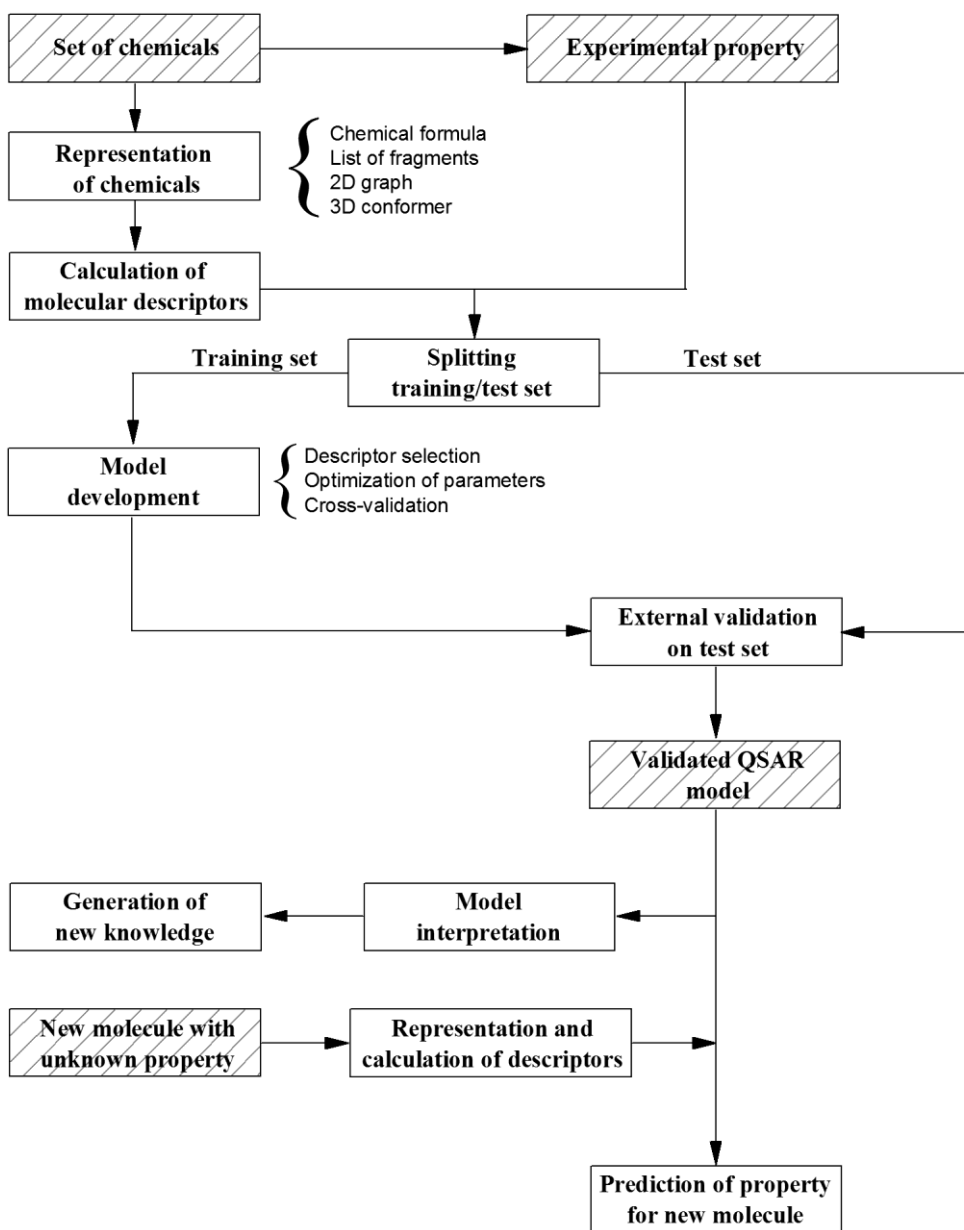 Set of chemicals
Experimental property
Representation
of chemicals
Chemical formula
List of fragments
2D graph
3D conformer
Calculation of
molecular descriptors
Training set
Splitting
training/test set
Test set
Model
development
Descriptor selection
Optimization of parameters
Cross-validation
External validation
on test set
Validated QSAR
model
Generation of
new knowledge
Model
interpretation
New molecule with
unknown property
Representation and
calculation of descriptors
Prediction of property
for new molecule